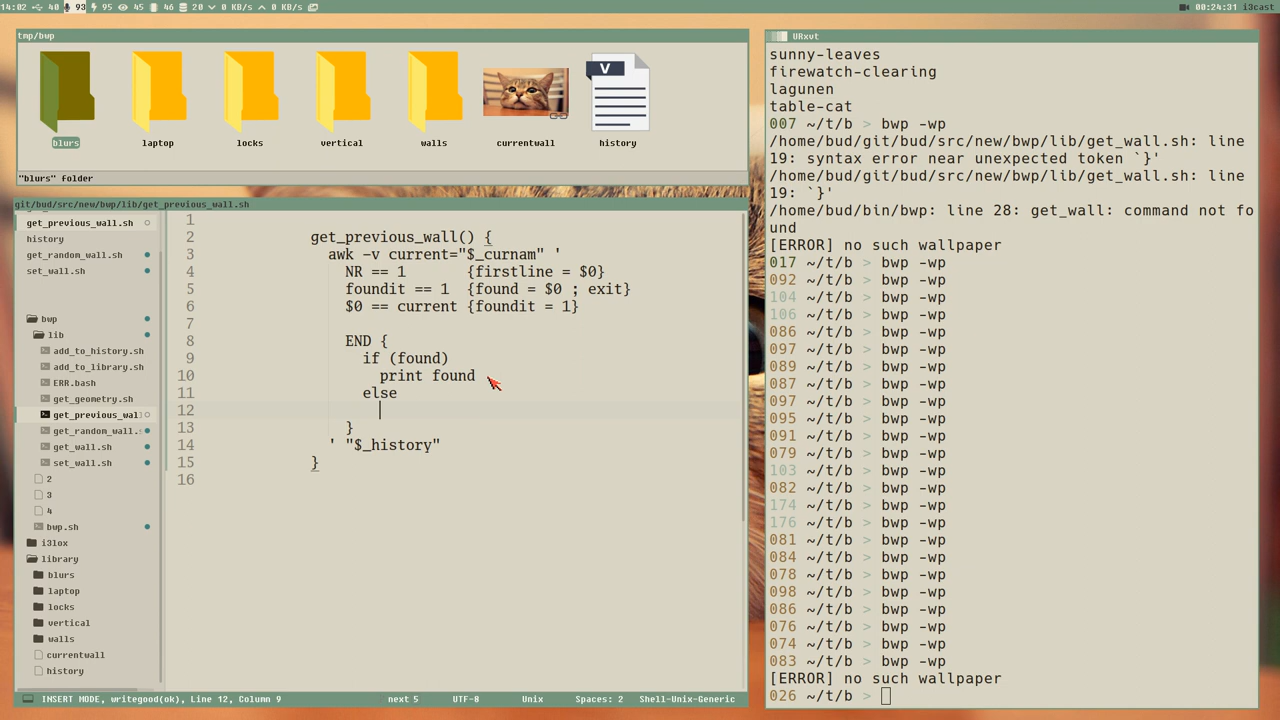 14:02 40 93 95 45 46 20 0 KB/s 0 KB/s
00:24:31 i3cast
tmp/bwp
blurs
laptop
locks
vertical
walls
currentwall
V
history
"blurs" folder
git/bud/src/new/bwp/lib/get_previous_wall.sh
get_previous_wall.sh
history
get_random_wall.sh
set_wall.sh
bwp
lib
add_to_history.sh
add_to_library.sh
ERR.bash
get_geometry.sh
get_previous_wal
get_random_wall.
get_wall.sh
set_wall.sh
2
3
4
bwp.sh
i3lox
library
blurs
laptop
locks
vertical
walls
currentwall
history
1
2 get_previous_wall() {
3 awk -v current="$_curnam" '
4 NR == 1 {firstline = $0}
5 foundit == 1 {found = $0 ; exit}
6 $0 == current {foundit = 1}
7
8 END {
9 if (found)
10 print found
11 else
12
13 }
14 ' "$_history"
15 }
16
INSERT MODE, writegood(ok), Line 12, Column 9 next 5 UTF-8 Unix Spaces: 2 Shell-Unix-Generic
URxvt
sunny-leaves
firewatch-clearing
lagunen
table-cat
007 ~/t/b > bwp -wp
/home/bud/git/bud/src/new/bwp/lib/get_wall.sh: line
19: syntax error near unexpected token `}'
/home/bud/git/bud/src/new/bwp/lib/get_wall.sh: line
19: `}'
/home/bud/bin/bwp: line 28: get_wall: command not fo
und
[ERROR] no such wallpaper
017 ~/t/b > bwp -wp
092 ~/t/b > bwp -wp
104 ~/t/b > bwp -wp
106 ~/t/b > bwp -wp
086 ~/t/b > bwp -wp
097 ~/t/b > bwp -wp
089 ~/t/b > bwp -wp
087 ~/t/b > bwp -wp
097 ~/t/b > bwp -wp
095 ~/t/b > bwp -wp
091 ~/t/b > bwp -wp
079 ~/t/b > bwp -wp
103 ~/t/b > bwp -wp
082 ~/t/b > bwp -wp
174 ~/t/b > bwp -wp
176 ~/t/b > bwp -wp
081 ~/t/b > bwp -wp
084 ~/t/b > bwp -wp
078 ~/t/b > bwp -wp
098 ~/t/b > bwp -wp
086 ~/t/b > bwp -wp
076 ~/t/b > bwp -wp
074 ~/t/b > bwp -wp
083 ~/t/b > bwp -wp
[ERROR] no such wallpaper
026 ~/t/b >